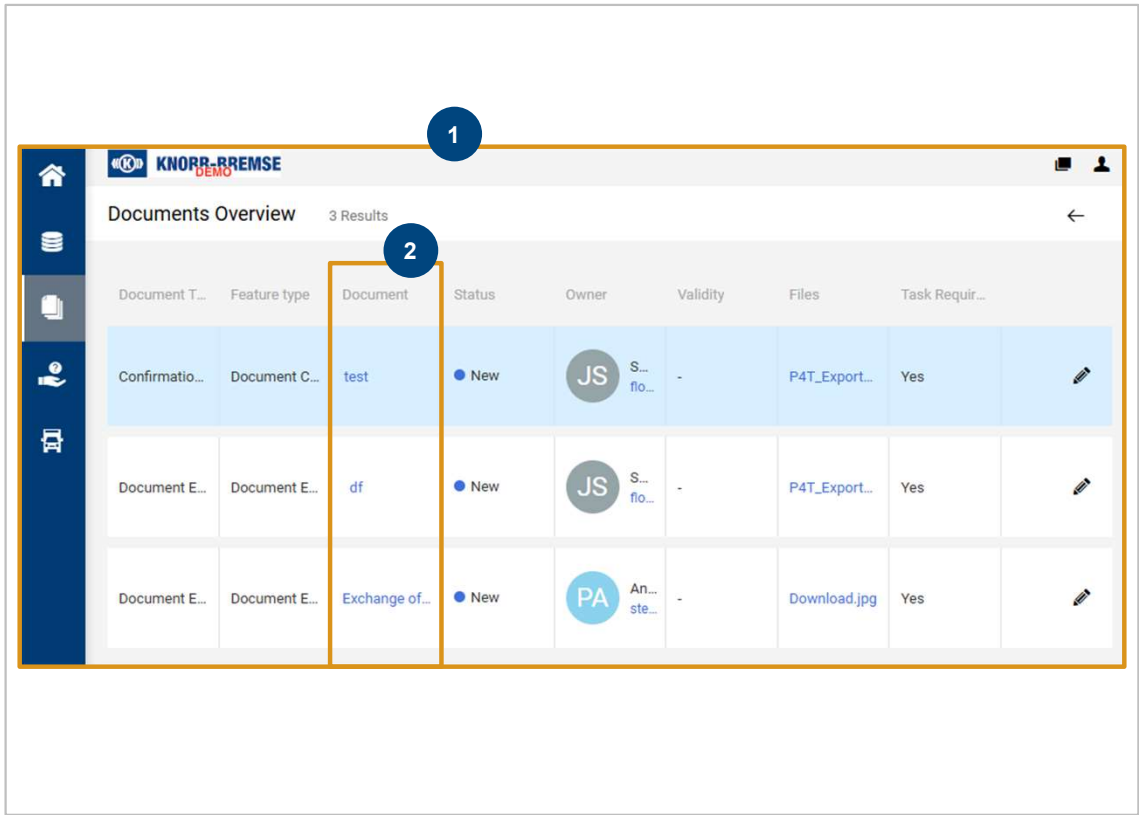 1
KNORR-BREMSE
DEMO
Documents Overview 3 Results
2
Document T... Feature type Document Status Owner Validity Files Task Requir...
Confirmatio... Document C... test New JS S... flo... - P4T_Export... Yes
Document E... Document E... df New JS S... flo... - P4T_Export... Yes
Document E... Document E... Exchange of... New PA An... ste... - Download.jpg Yes